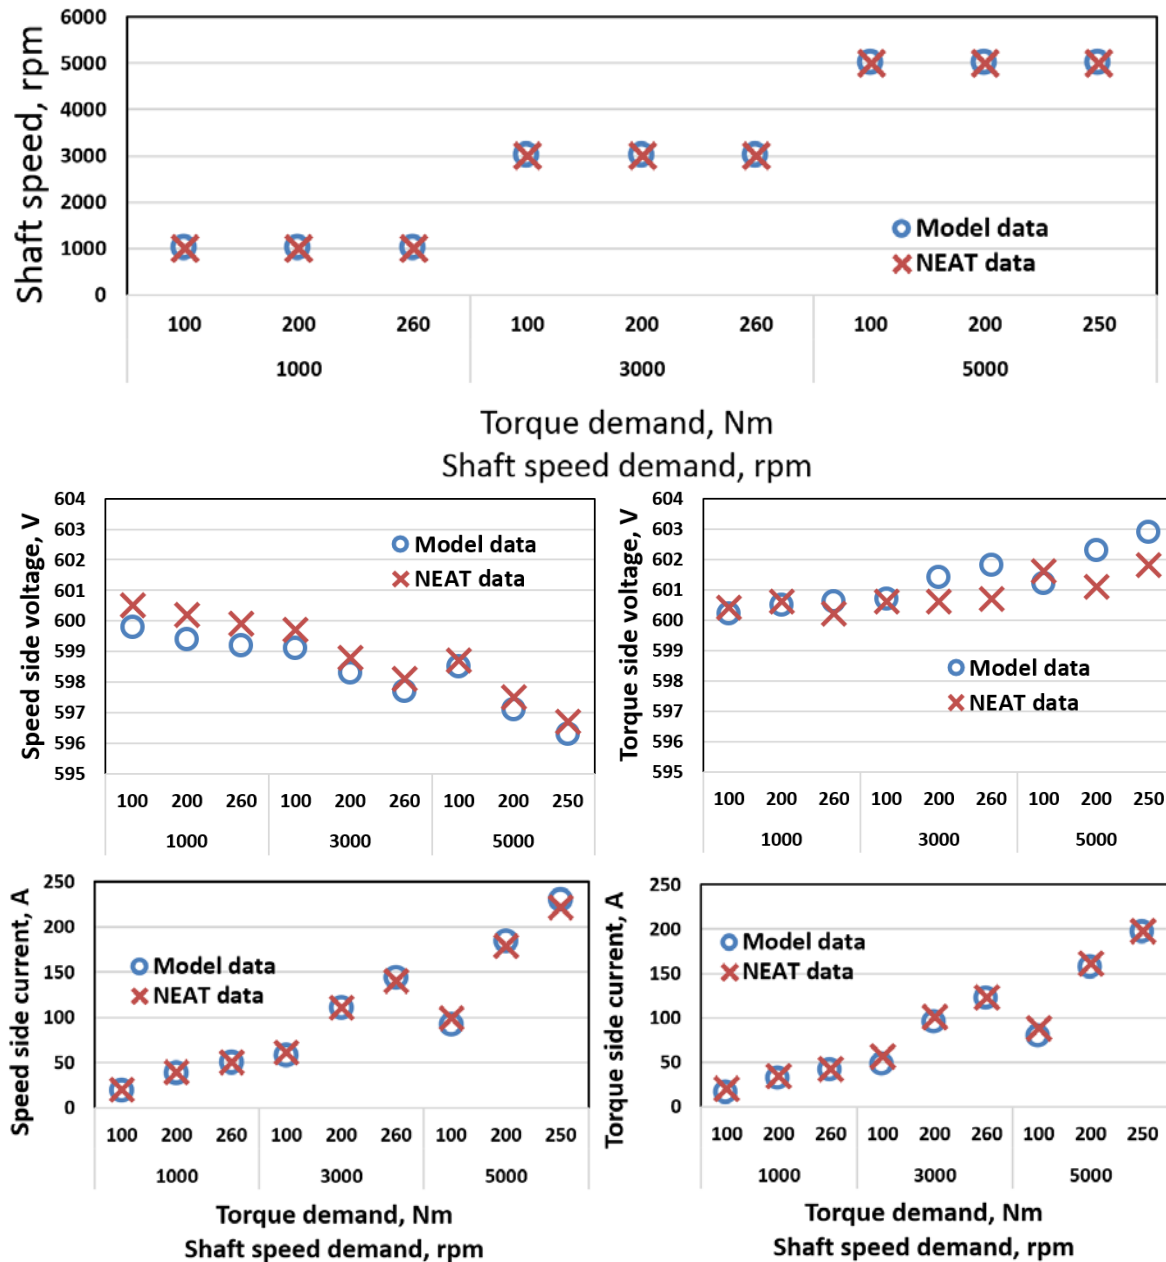 Shaft speed, rpm
6000
5000
4000
3000
2000
1000
0
Model data
NEAT data
100 200 260 100 200 260 100 200 250
1000 3000 5000
Torque demand, Nm
Shaft speed demand, rpm
Speed side voltage, V
604
603
602
601
600
599
598
597
596
595
Model data
NEAT data
100 200 260 100 200 260 100 200 250
1000 3000 5000
Torque side voltage, V
604
603
602
601
600
599
598
597
596
595
Model data
NEAT data
100 200 260 100 200 260 100 200 250
1000 3000 5000
Speed side current, A
250
200
150
100
50
0
Model data
NEAT data
100 200 260 100 200 260 100 200 250
1000 3000 5000
Torque demand, Nm
Shaft speed demand, rpm
Torque side current, A
250
200
150
100
50
0
Model data
NEAT data
100 200 260 100 200 260 100 200 250
1000 3000 5000
Torque demand, Nm
Shaft speed demand, rpm